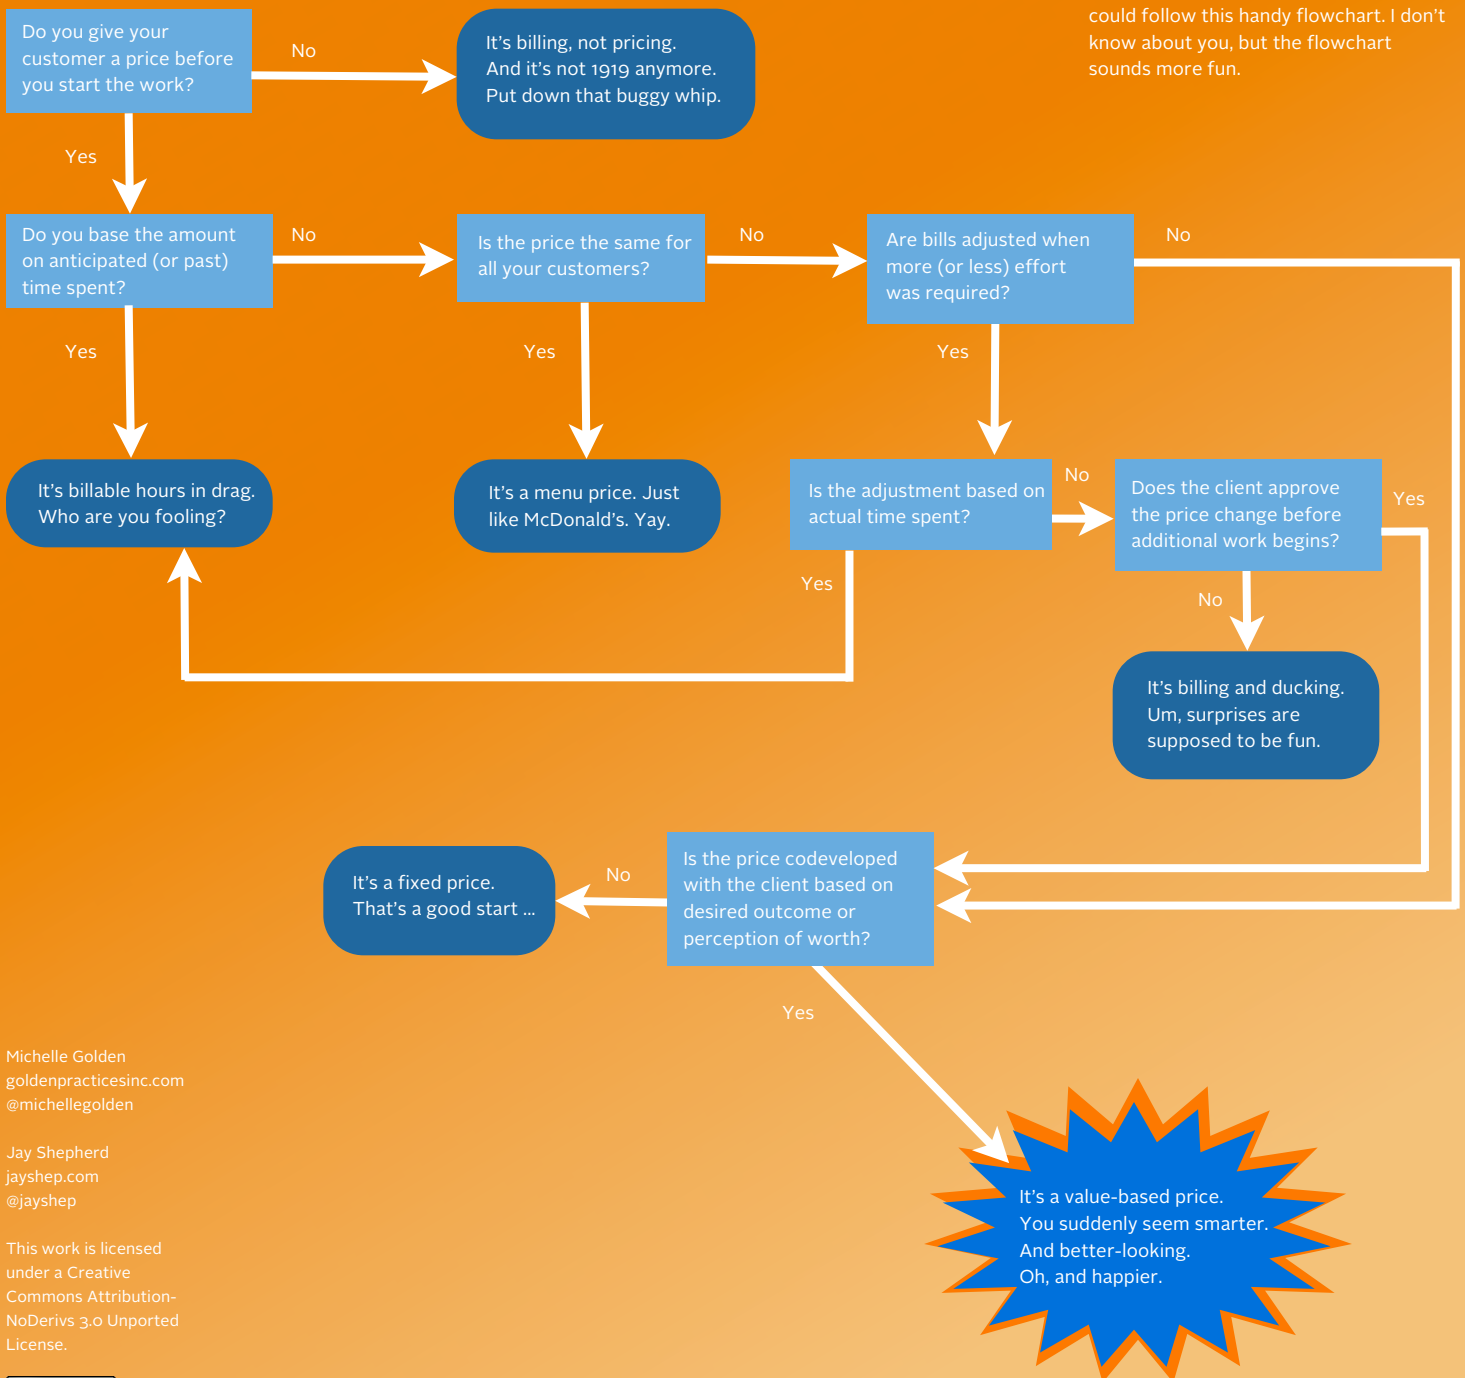 could follow this handy flowchart. I don't
know about you, but the flowchart
sounds more fun.
Do you give your
customer a price before
you start the work?
No
It's billing, not pricing.
And it's not 1919 anymore.
Put down that buggy whip.
Yes
Do you base the amount
on anticipated (or past)
time spent?
No
Is the price the same for
all your customers?
No
Are bills adjusted when
more (or less) effort
was required?
No
Yes
Yes
Yes
It's billable hours in drag.
Who are you fooling?
It's a menu price. Just
like McDonald's. Yay.
Is the adjustment based on
actual time spent?
No
Does the client approve
the price change before
additional work begins?
Yes
Yes
No
It's billing and ducking.
Um, surprises are
supposed to be fun.
It's a fixed price.
That's a good start ...
No
Is the price codeveloped
with the client based on
desired outcome or
perception of worth?
Yes
It's a value-based price.
You suddenly seem smarter.
And better-looking.
Oh, and happier.
Michelle Golden
goldenpracticesinc.com
@michellegolden
Jay Shepherd
jayshep.com
@jayshep
This work is licensed
under a Creative
Commons Attribution-
NoDerivs 3.0 Unported
License.